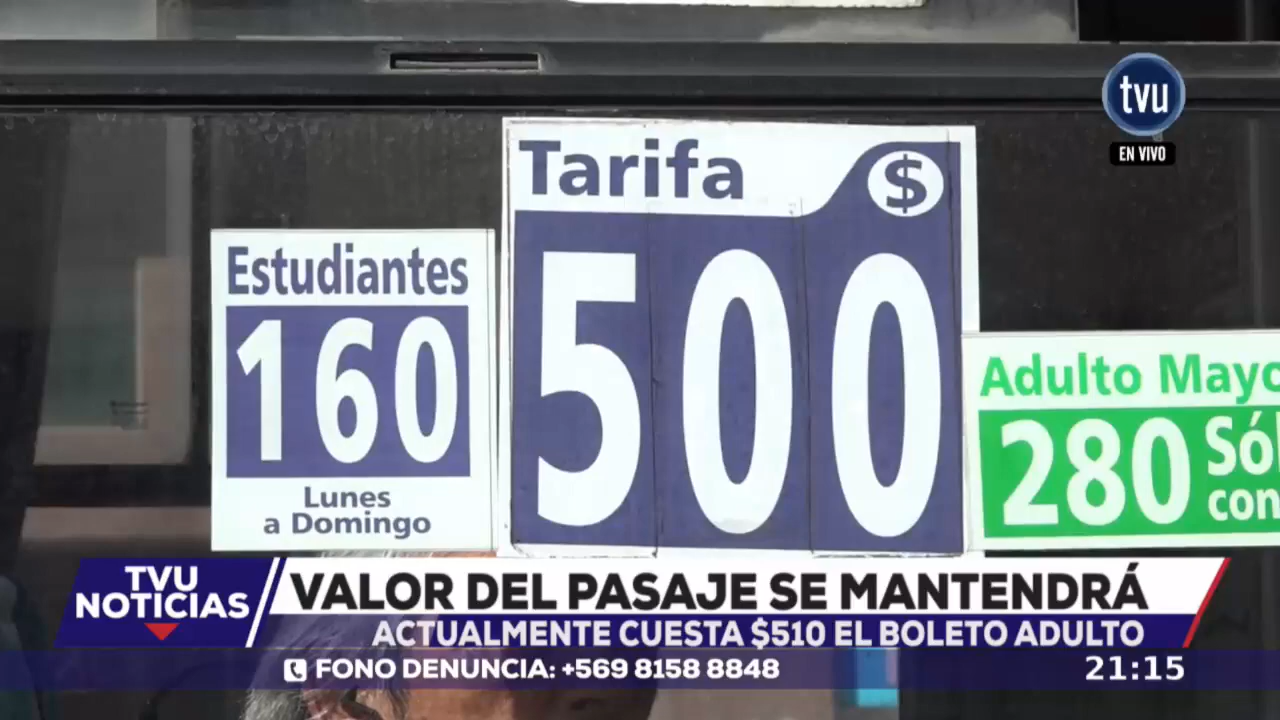 tvu
EN VIVO
Tarifa $
500
Estudiantes
160
Lunes
a Domingo
Adulto
280
VALOR DEL PASAJE SE MANTENDRÁ
ACTUALMENTE CUESTA $510 EL BOLETO ADULTO
TVU
NOTICIAS
FONO DENUNCIA: +569 8158 8848
21:15